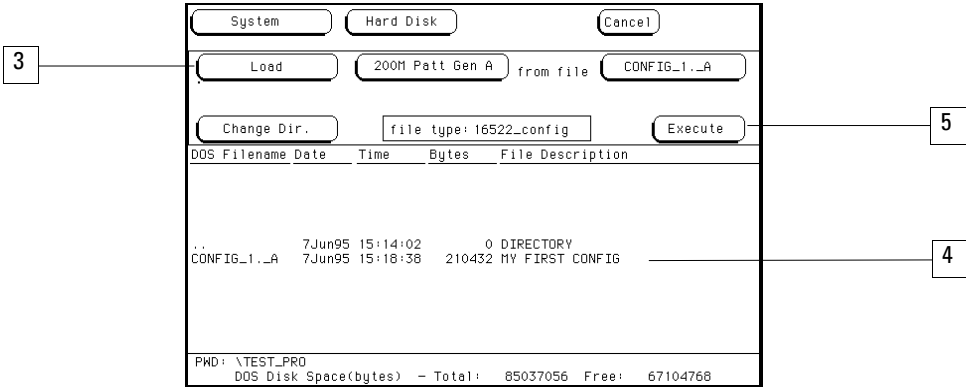 System Hard Disk Cancel
3
Load 200M Patt Gen A from file CONFIG_1._A
Change Dir. file type: 16522_config Execute
5
DOS Filename Date Time Bytes File Description
.. 7Jun95 15:14:02 0 DIRECTORY
CONFIG_1._A 7Jun95 15:18:38 210432 MY FIRST CONFIG
4
PWD: \TEST_PRO
DOS Disk Space(bytes) - Total: 85037056 Free: 67104768